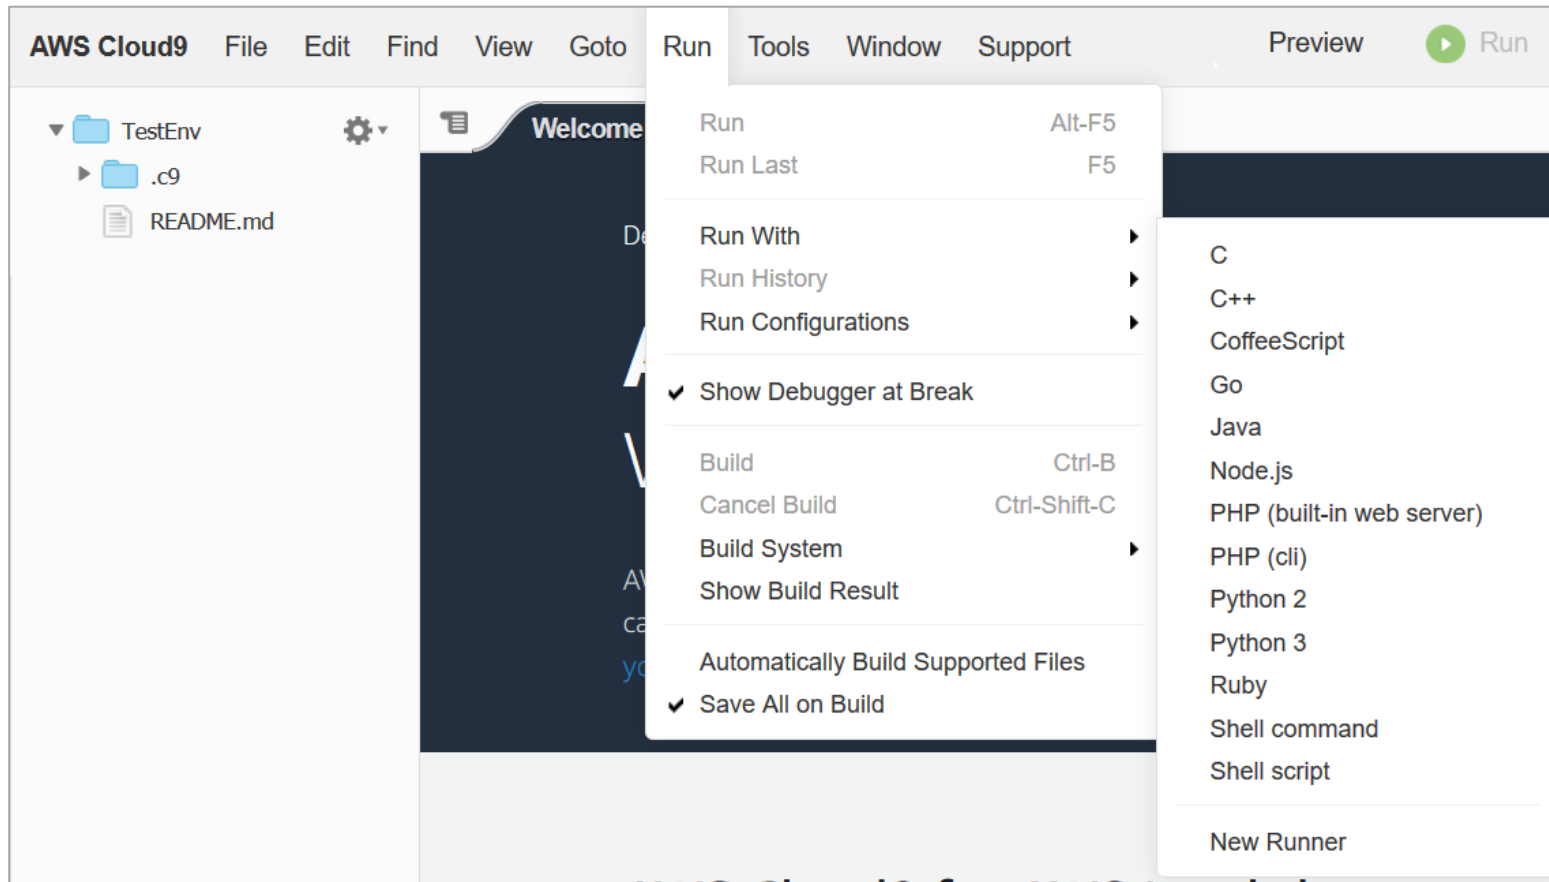 AWS Cloud9 File Edit Find View Goto Run Tools Window Support Preview Run
TestEnv
.c9
README.md
Welcome
Run Alt-F5
Run Last F5
Run With
Run History
Run Configurations
Show Debugger at Break
Build Ctrl-B
Cancel Build Ctrl-Shift-C
Build System
Show Build Result
Automatically Build Supported Files
Save All on Build
C
C++
CoffeeScript
Go
Java
Node.js
PHP (built-in web server)
PHP (cli)
Python 2
Python 3
Ruby
Shell command
Shell script
New Runner